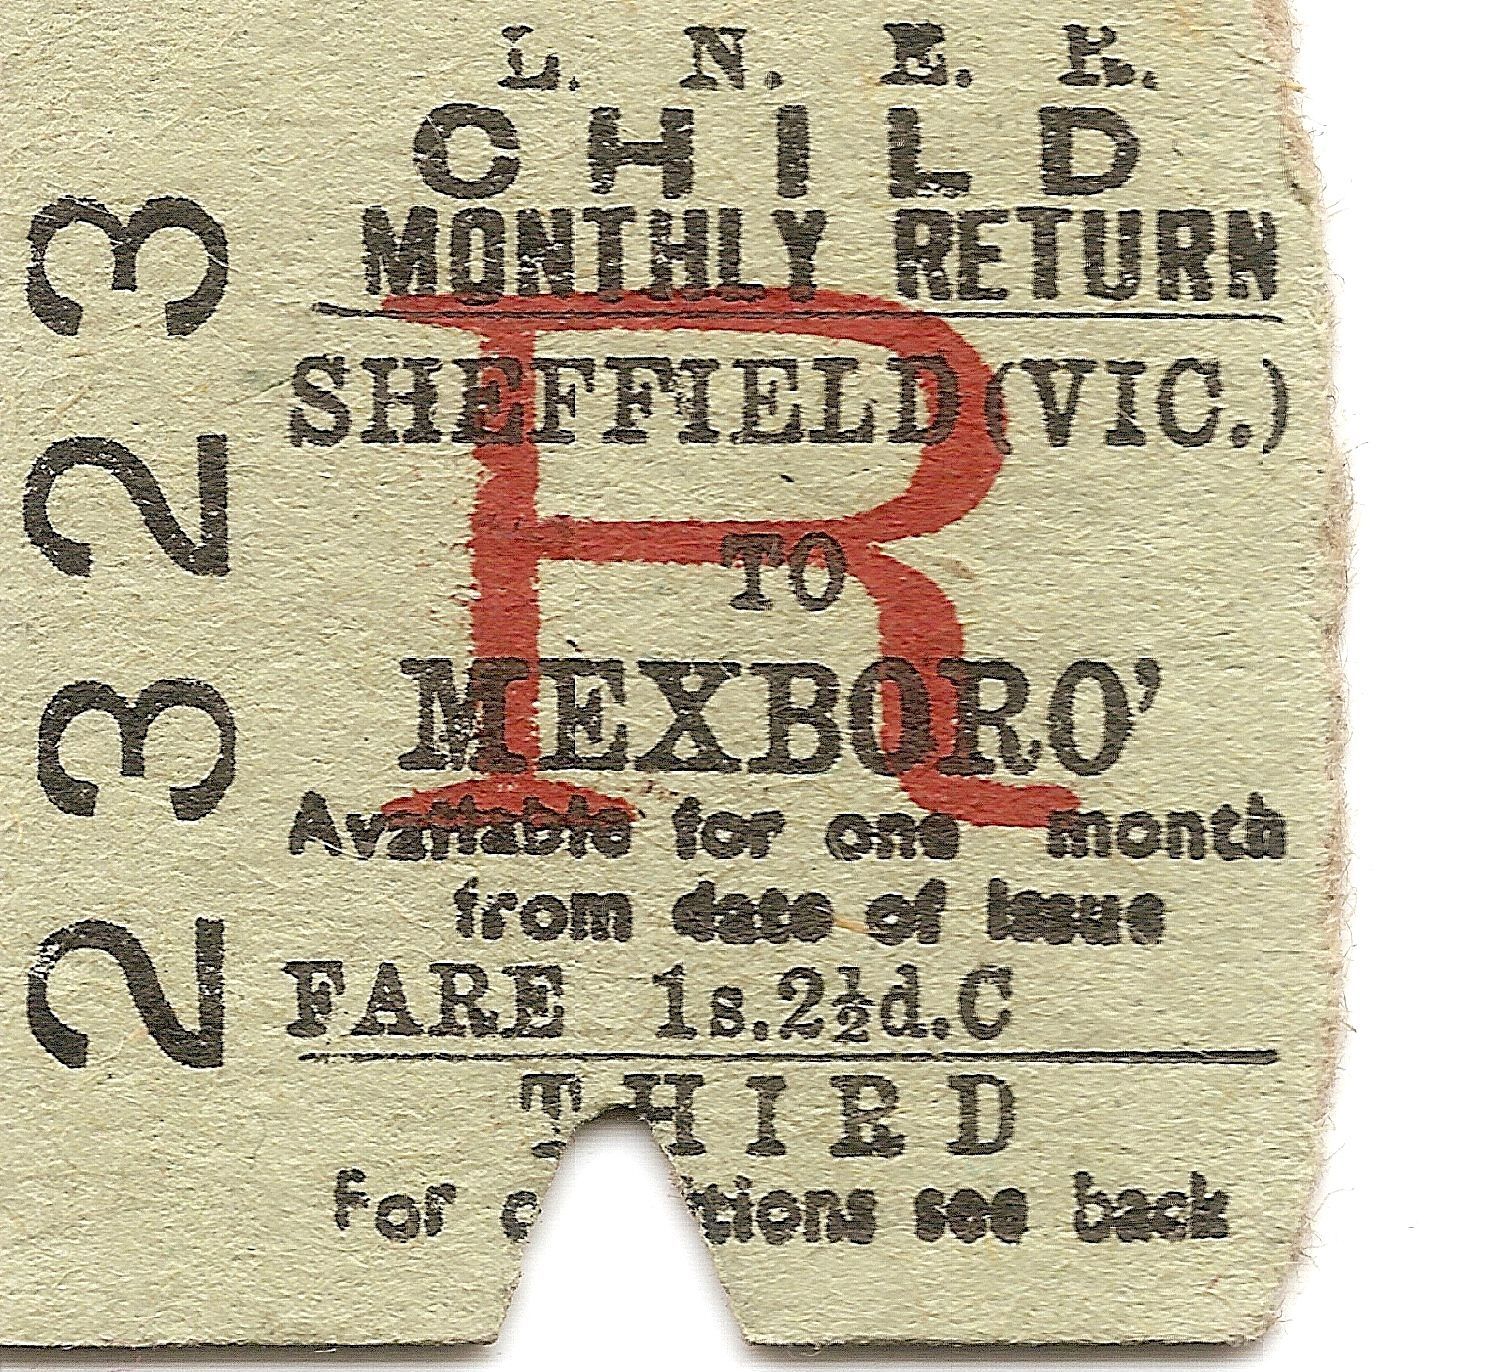 L. N. E. R.
CHILD
MONTHLY RETURN
SHEFFIELD (VIC.)
TO
MEXBORO’
Available for one month
from date of issue
FARE 1s.2½d.C
THIRD
For c itions see back
R
2323